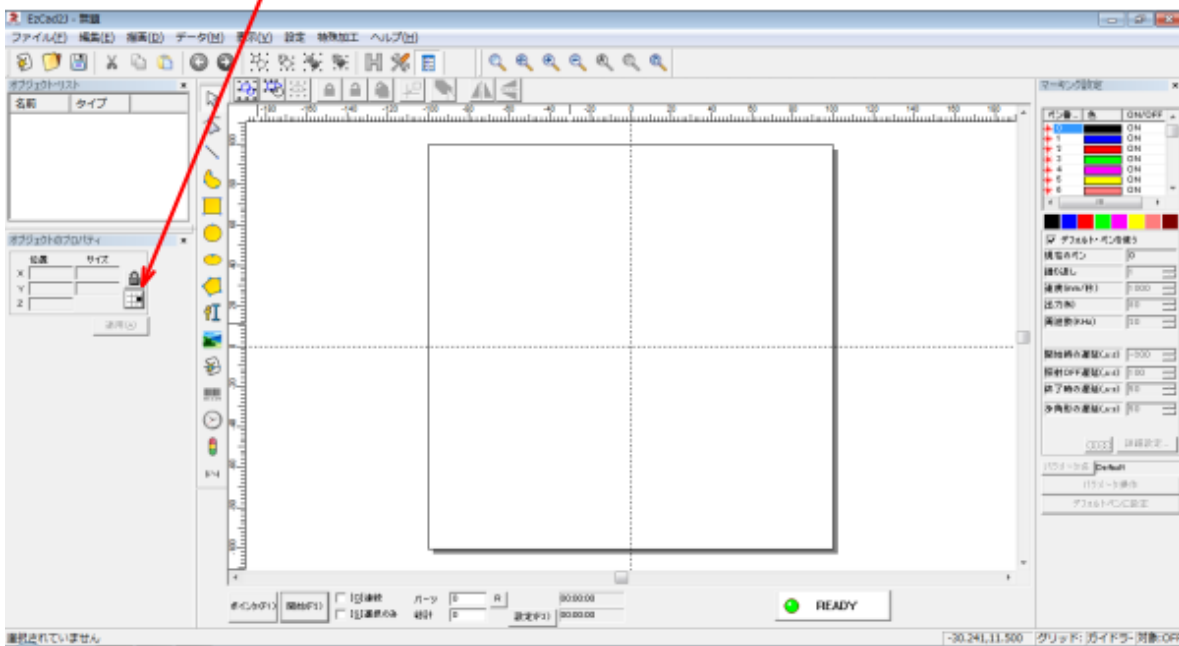 EzCad2J - 無題
ファイル(F) 編集(E) 描画(D) データ(M) 表示(V) 設定 特殊加工 ヘルプ(H)
オブジェクトリスト
名前 タイプ
オブジェクトのプロパティ
位置 サイズ
X
Y
Z
適用(A)
マーキング設定
ペン番.. 色 ON/OFF
0 ON
1 ON
2 ON
3 ON
4 ON
5 ON
6 ON
デフォルト・ペンを使う
現在のペン 0
繰り返し 1
速度(mm/秒) 1000
出力(%)
周波数(KHz) 20
開始時の遅延(us) -300
照射OFF遅延(us) 100
終了時の遅延(us)
多角形の遅延(us)
詳細設定...
パラメータ名 Default
パラメータ操作
デフォルトペンに設定
ポインタ(F1) 開始(F2) [C]連続 パーツ 0 R 00:00:00
[S]選択のみ 総計 0 設定(F3) 00:00:00
READY
選択されていません
-30.241,11.500 グリッド: ガイドラ- 対象:OFF